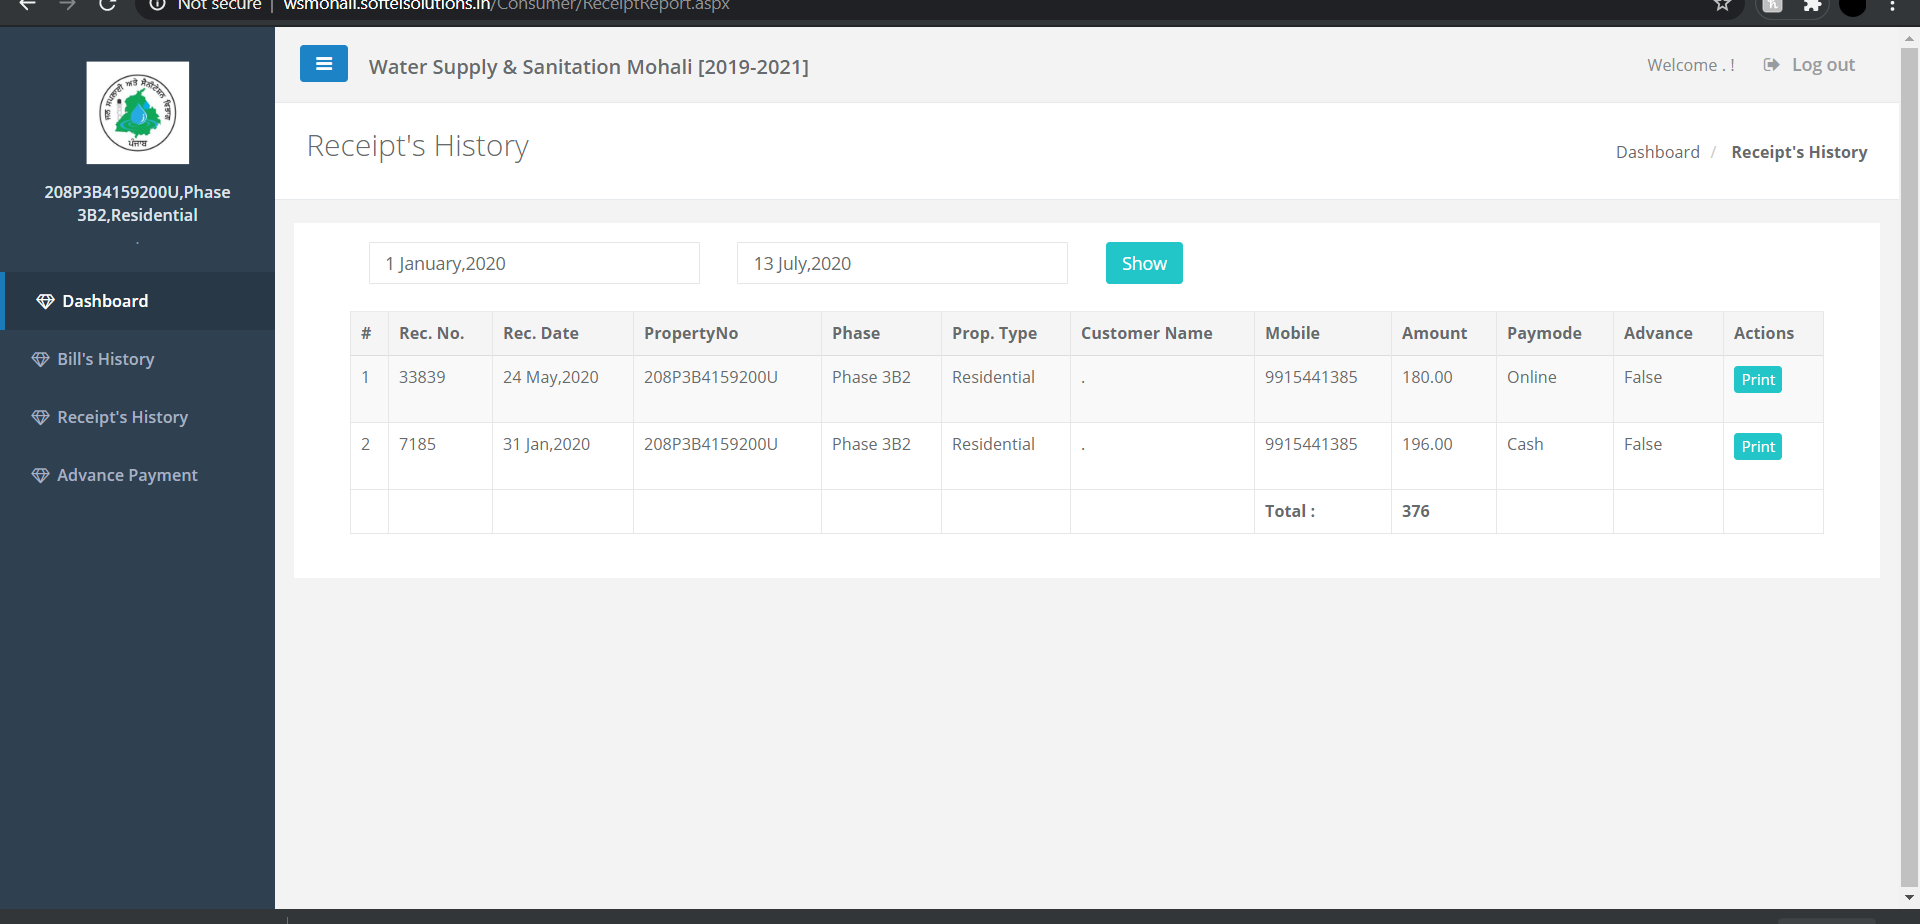 Not secure | wsmohali.softelsolutions.in/Consumer/ReceiptReport.aspx
ਜਲ ਸਪਲਾਈ ਅਤੇ ਸੈਨੀਟੇਸ਼ਨ ਵਿਭਾਗ
ਪੰਜਾਬ
208P3B4159200U,Phase
3B2,Residential
.
Dashboard
Bill's History
Receipt's History
Advance Payment
Water Supply & Sanitation Mohali [2019-2021]
Welcome . !
Log out
Receipt's History
Dashboard / Receipt's History
1 January,2020
13 July,2020
Show
# Rec. No. Rec. Date PropertyNo Phase Prop. Type Customer Name Mobile Amount Paymode Advance Actions
1 33839 24 May,2020 208P3B4159200U Phase 3B2 Residential . 9915441385 180.00 Online False Print
2 7185 31 Jan,2020 208P3B4159200U Phase 3B2 Residential . 9915441385 196.00 Cash False Print
Total : 376